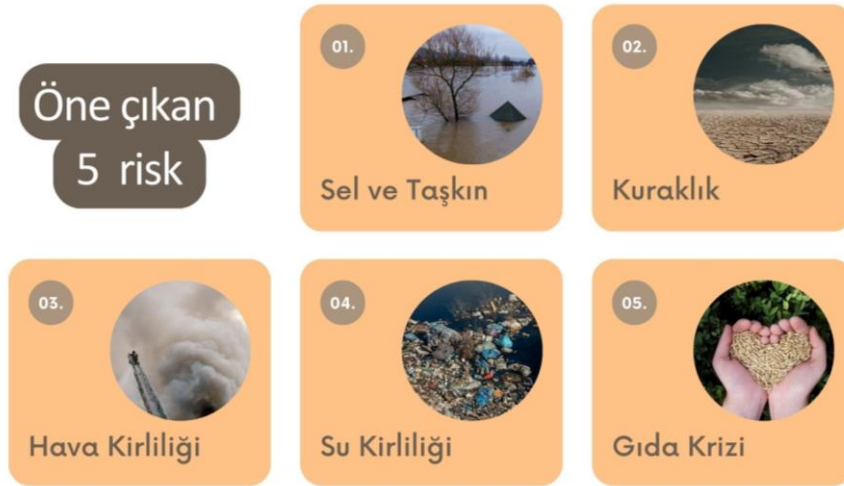 Öne çıkan
5 risk
01.
Sel ve Taşkın
02.
Kuraklık
03.
Hava Kirliliği
04.
Su Kirliliği
05.
Gıda Krizi